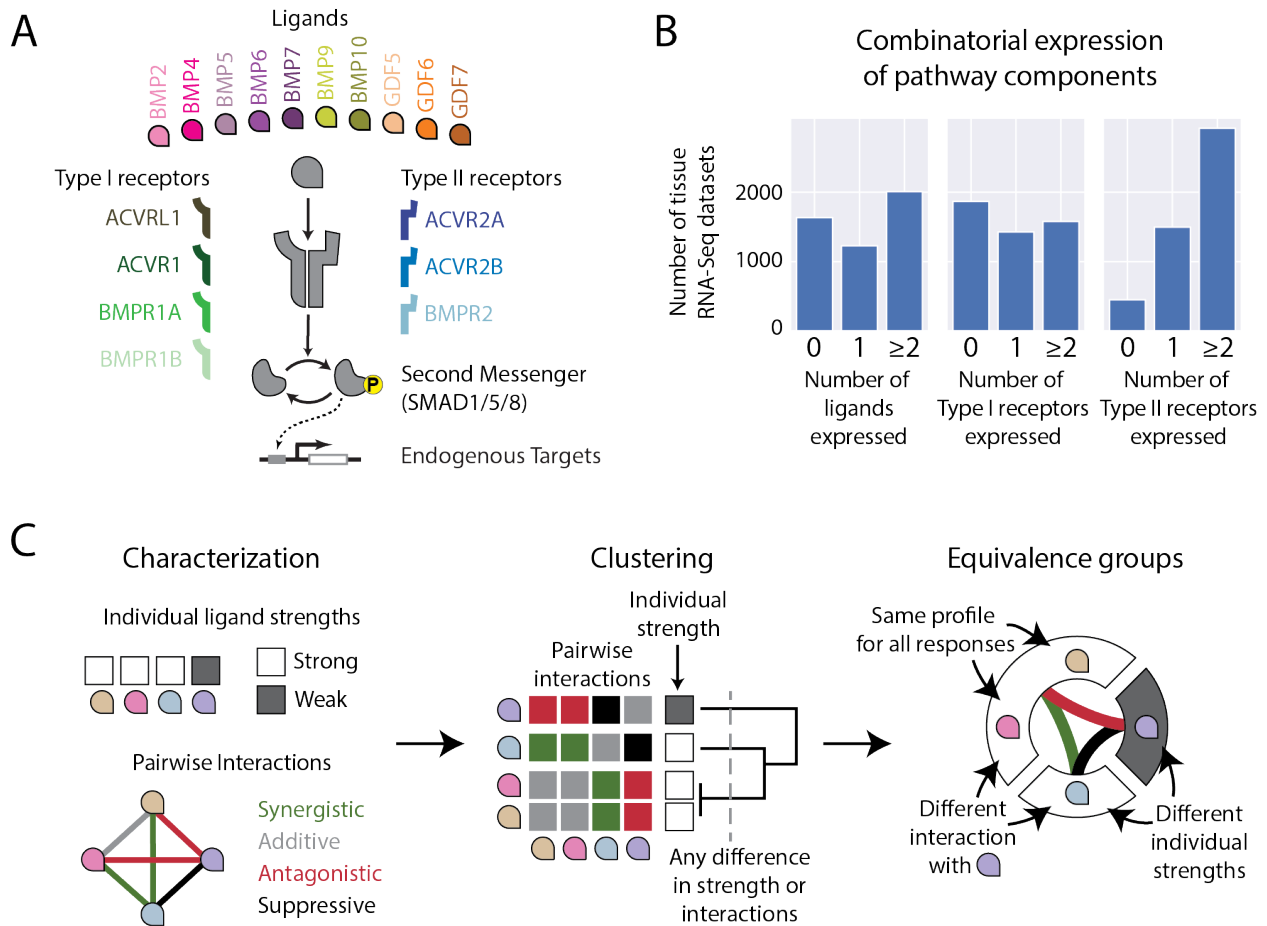 A
Ligands
BMP2
BMP4
BMP5
BMP6
BMP7
BMP9
BMP10
GDF5
GDF6
GDF7
Type I receptors
ACVRL1
ACVR1
BMPR1A
BMPR1B
Type II receptors
ACVR2A
ACVR2B
BMPR2
P
Second Messenger
(SMAD1/5/8)
Endogenous Targets
B
Combinatorial expression
of pathway components
Number of tissue
RNA-Seq datasets
2000
1000
0
0 1 ≥2
Number of
ligands
expressed
0 1 ≥2
Number of
Type I receptors
expressed
0 1 ≥2
Number of
Type II receptors
expressed
C
Characterization
Individual ligand strengths
Strong
Weak
Pairwise Interactions
Synergistic
Additive
Antagonistic
Suppressive
Clustering
Individual
strength
Pairwise
interactions
Any difference
in strength or
interactions
Equivalence groups
Same profile
for all responses
Different
interaction
with
Different
individual
strengths